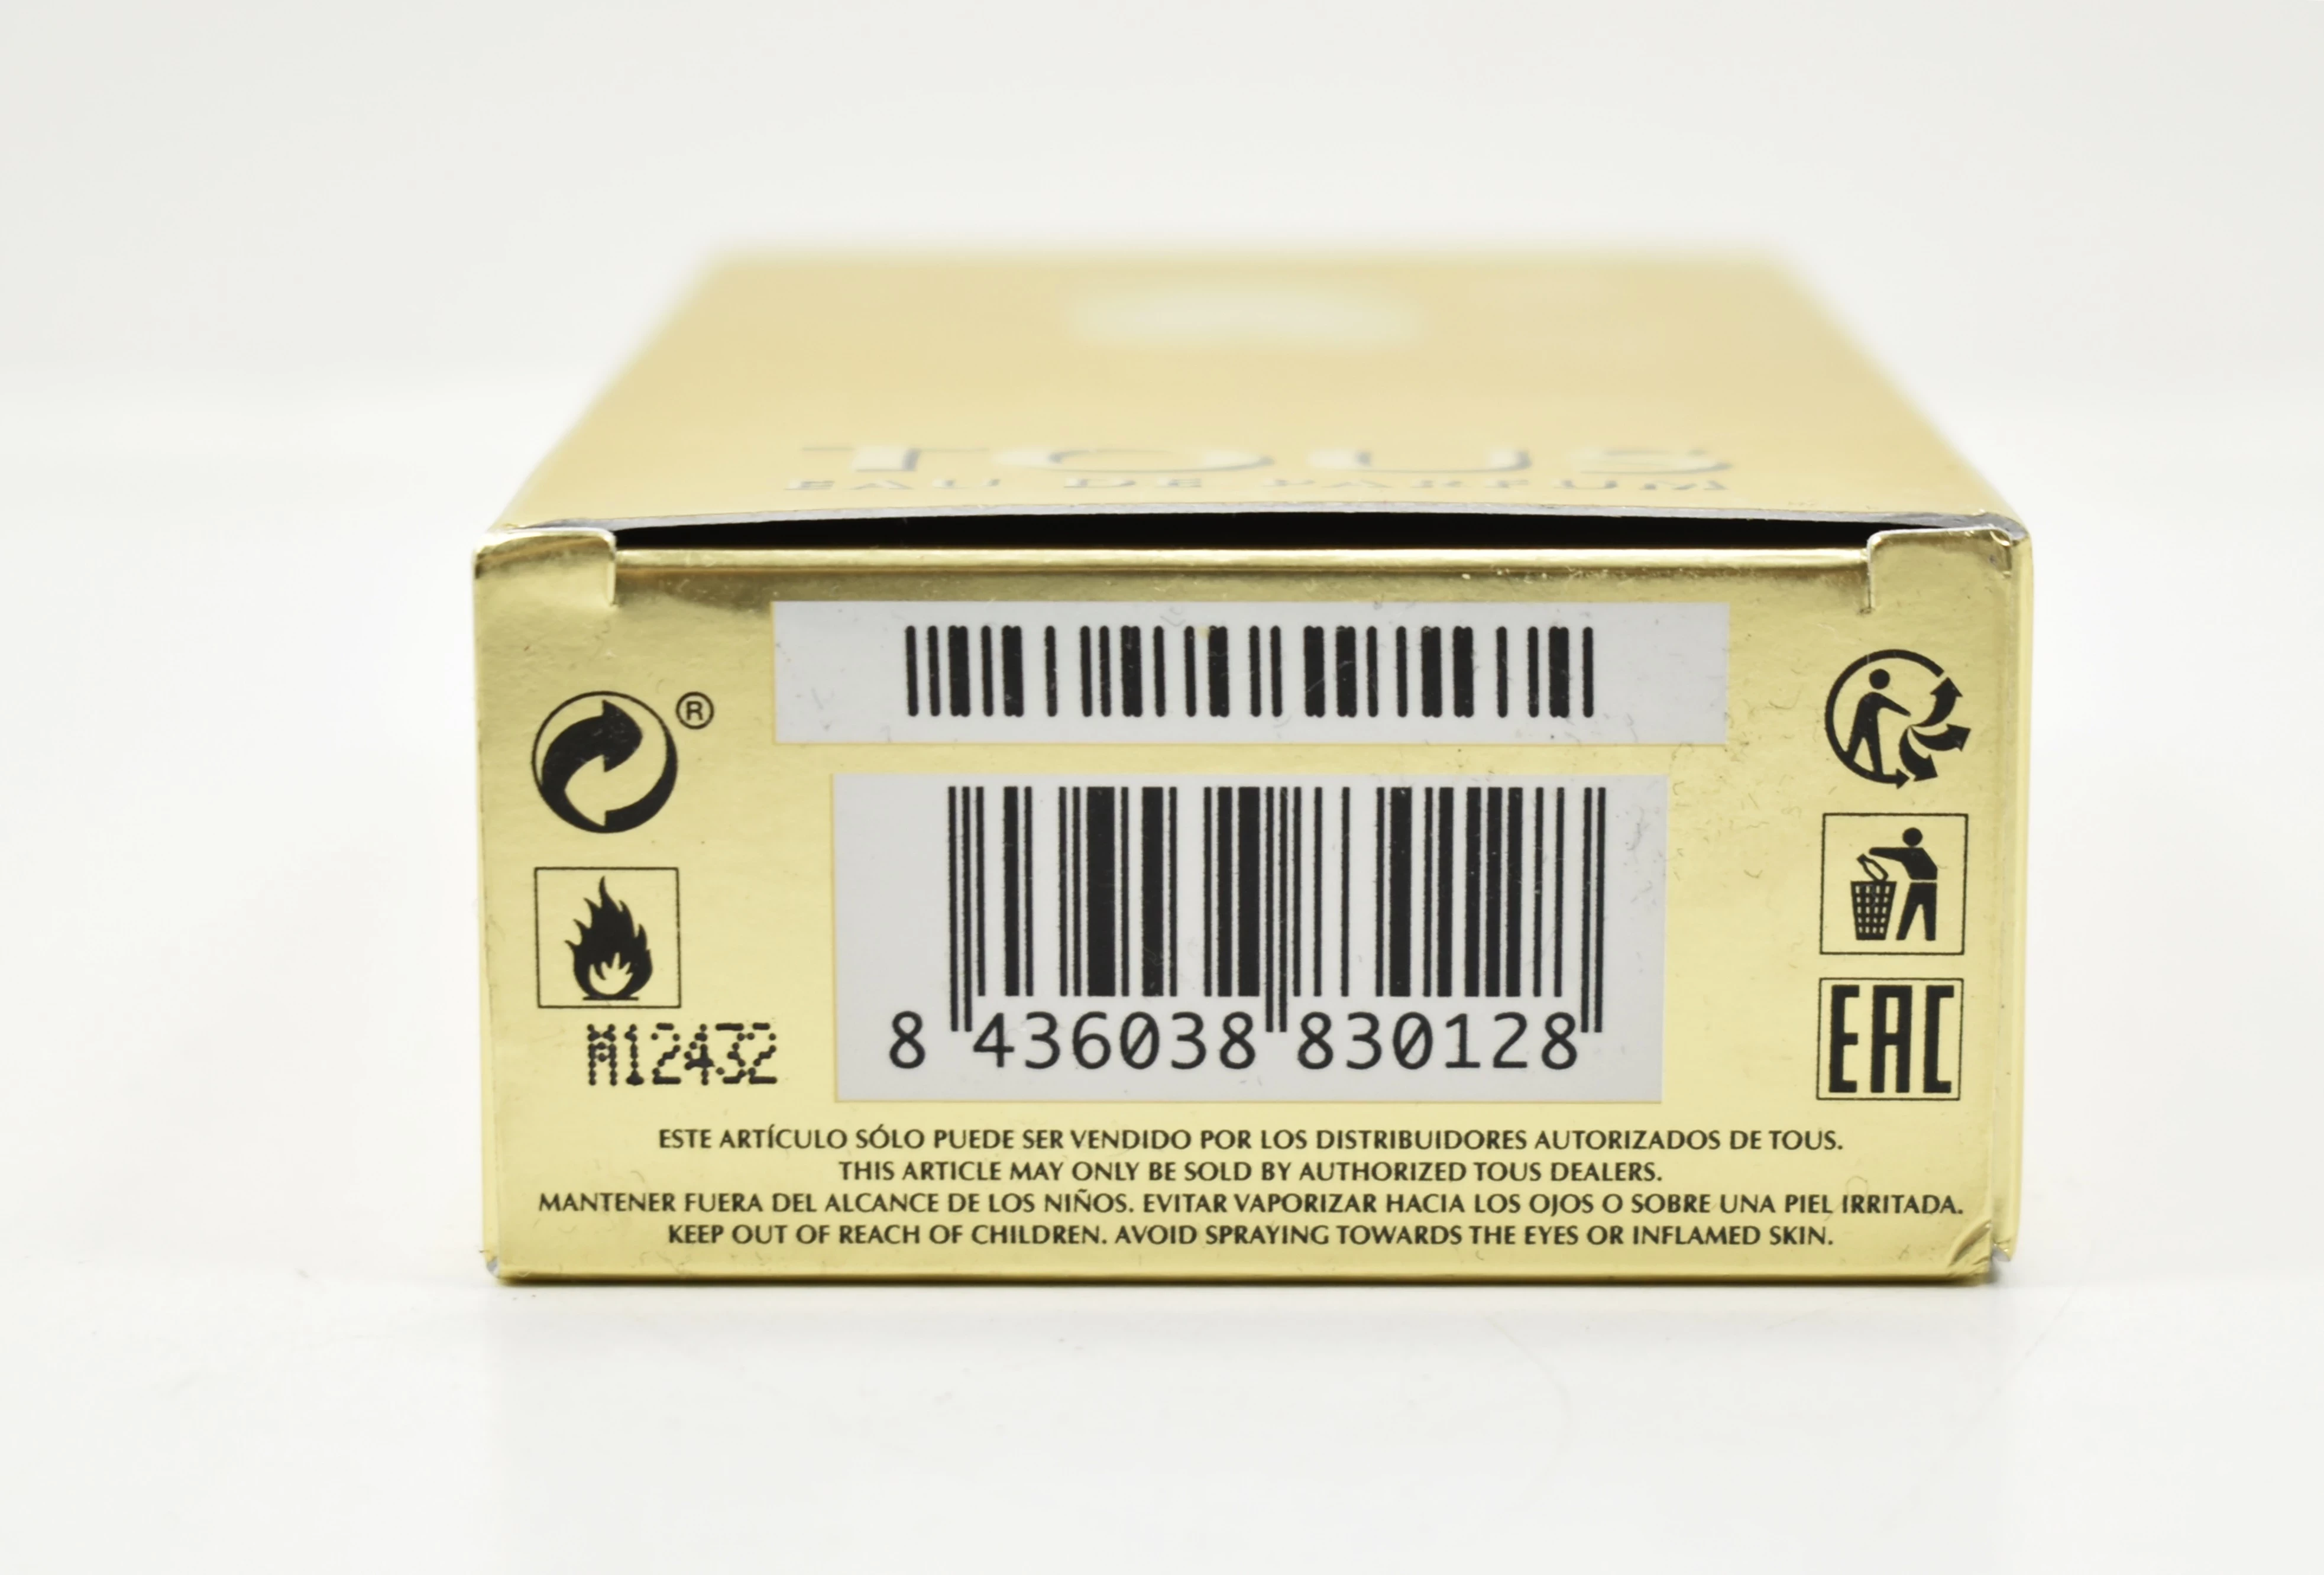 TOUS
EAU DE PARFUM
®
M12432
8 436038 830128
EAC
ESTE ARTÍCULO SÓLO PUEDE SER VENDIDO POR LOS DISTRIBUIDORES AUTORIZADOS DE TOUS.
THIS ARTICLE MAY ONLY BE SOLD BY AUTHORIZED TOUS DEALERS.
MANTENER FUERA DEL ALCANCE DE LOS NIÑOS. EVITAR VAPORIZAR HACIA LOS OJOS O SOBRE UNA PIEL IRRITADA.
KEEP OUT OF REACH OF CHILDREN. AVOID SPRAYING TOWARDS THE EYES OR INFLAMED SKIN.